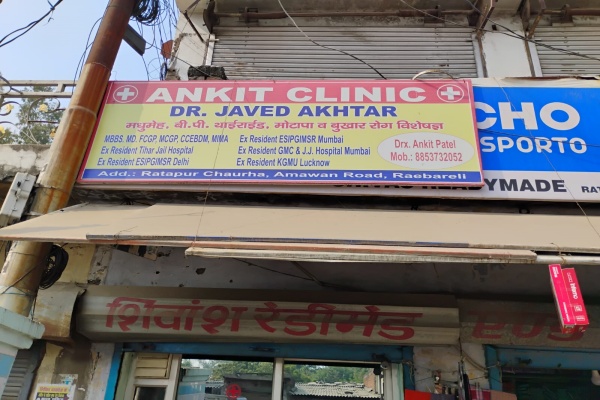 ANKIT CLINIC
DR. JAVED AKHTAR
मधुमेह, बी.पी. थाईराईड, मोटापा व बुखार रोग विशेषज्ञ
MBBS, MD, FCGP, MCGP, CCEBDM, MIMA
Ex Resident Tihar Jail Hospital
Ex Resident ESIPGIMSR Delhi
Ex Resident ESIPGIMSR Mumbai
Ex Resident GMC & J.J. Hospital Mumbai
Ex Resident KGMU Lucknow
Drx. Ankit Patel
Mob.: 8853732052
Add.: Ratapur Chauraha, Amawan Road, Raebareli
CHO
SPORTO
YMADE
शिवांश रेडीमेड